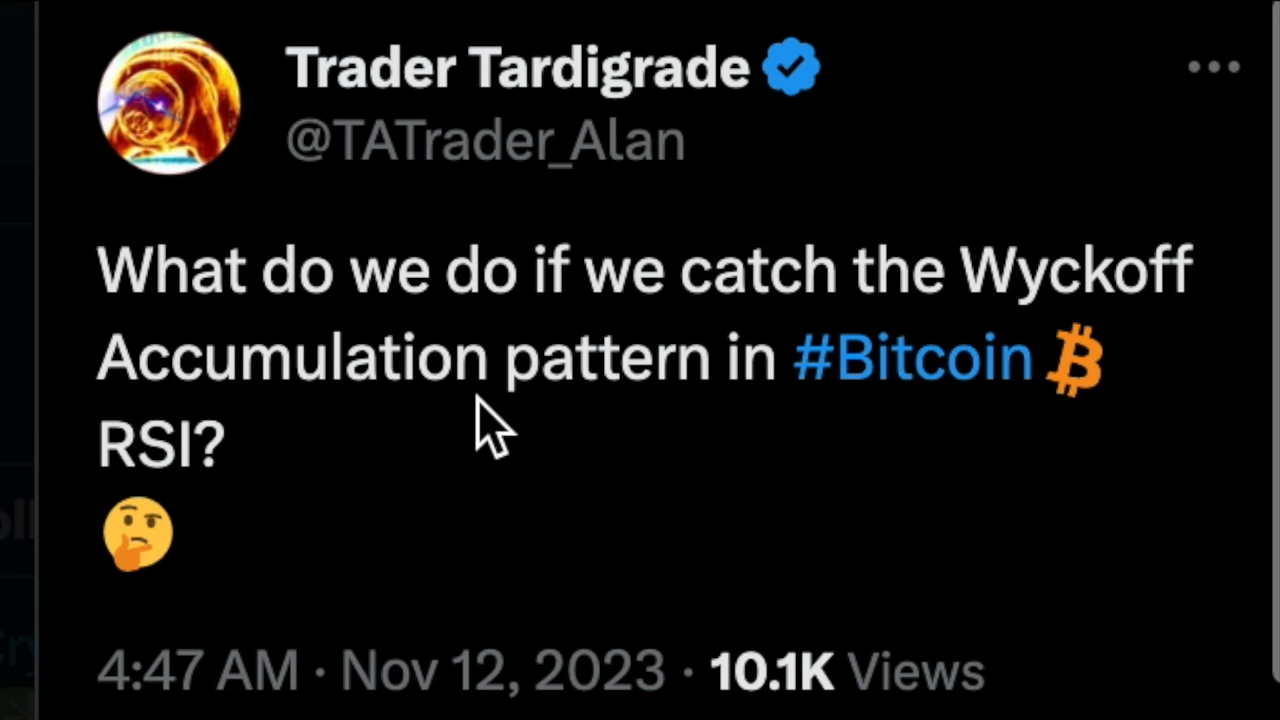 Trader Tardigrade
@TATrader_Alan
What do we do if we catch the Wyckoff
Accumulation pattern in #Bitcoin
RSI?
🤔
4:47 AM · Nov 12, 2023 · 10.1K Views